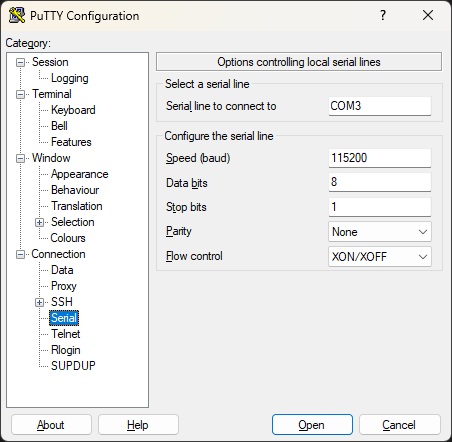 PuTTY Configuration
?
Category:
Session
Logging
Terminal
Keyboard
Bell
Features
Window
Appearance
Behaviour
Translation
Selection
Colours
Connection
Data
Proxy
SSH
Serial
Telnet
Rlogin
SUPDUP
Options controlling local serial lines
Select a serial line
Serial line to connect to COM3
Configure the serial line
Speed (baud) 115200
Data bits 8
Stop bits 1
Parity None
Flow control XON/XOFF
About Help Open Cancel